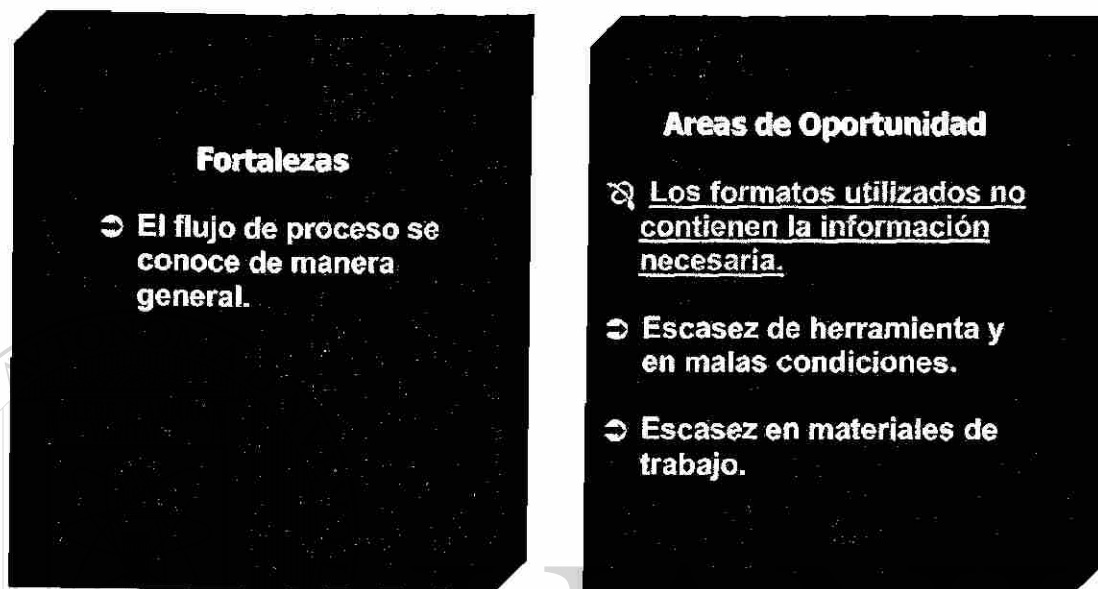 Fortalezas
➲ El flujo de proceso se
conoce de manera
general.
Areas de Oportunidad
Los formatos utilizados no
contienen la información
necesaria.
➲ Escasez de herramienta y
en malas condiciones.
➲ Escasez en materiales de
trabajo.